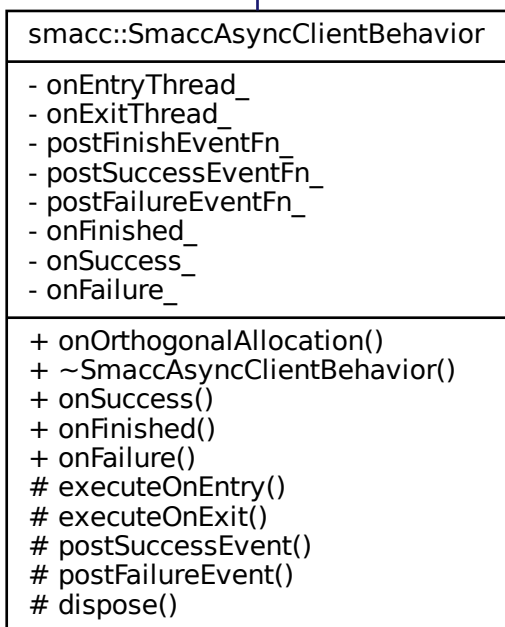 smacc::SmaccAsyncClientBehavior
- onEntryThread_
- onExitThread_
- postFinishEventFn_
- postSuccessEventFn_
- postFailureEventFn_
- onFinished_
- onSuccess_
- onFailure_
+ onOrthogonalAllocation()
+ ~SmaccAsyncClientBehavior()
+ onSuccess()
+ onFinished()
+ onFailure()
# executeOnEntry()
# executeOnExit()
# postSuccessEvent()
# postFailureEvent()
# dispose()